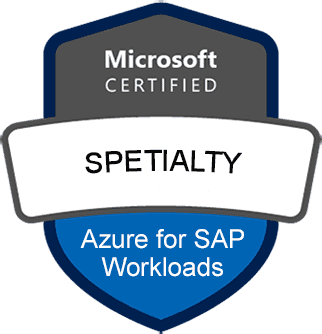 Microsoft
CERTIFIED
SPETIALTY
Azure for SAP
Workloads